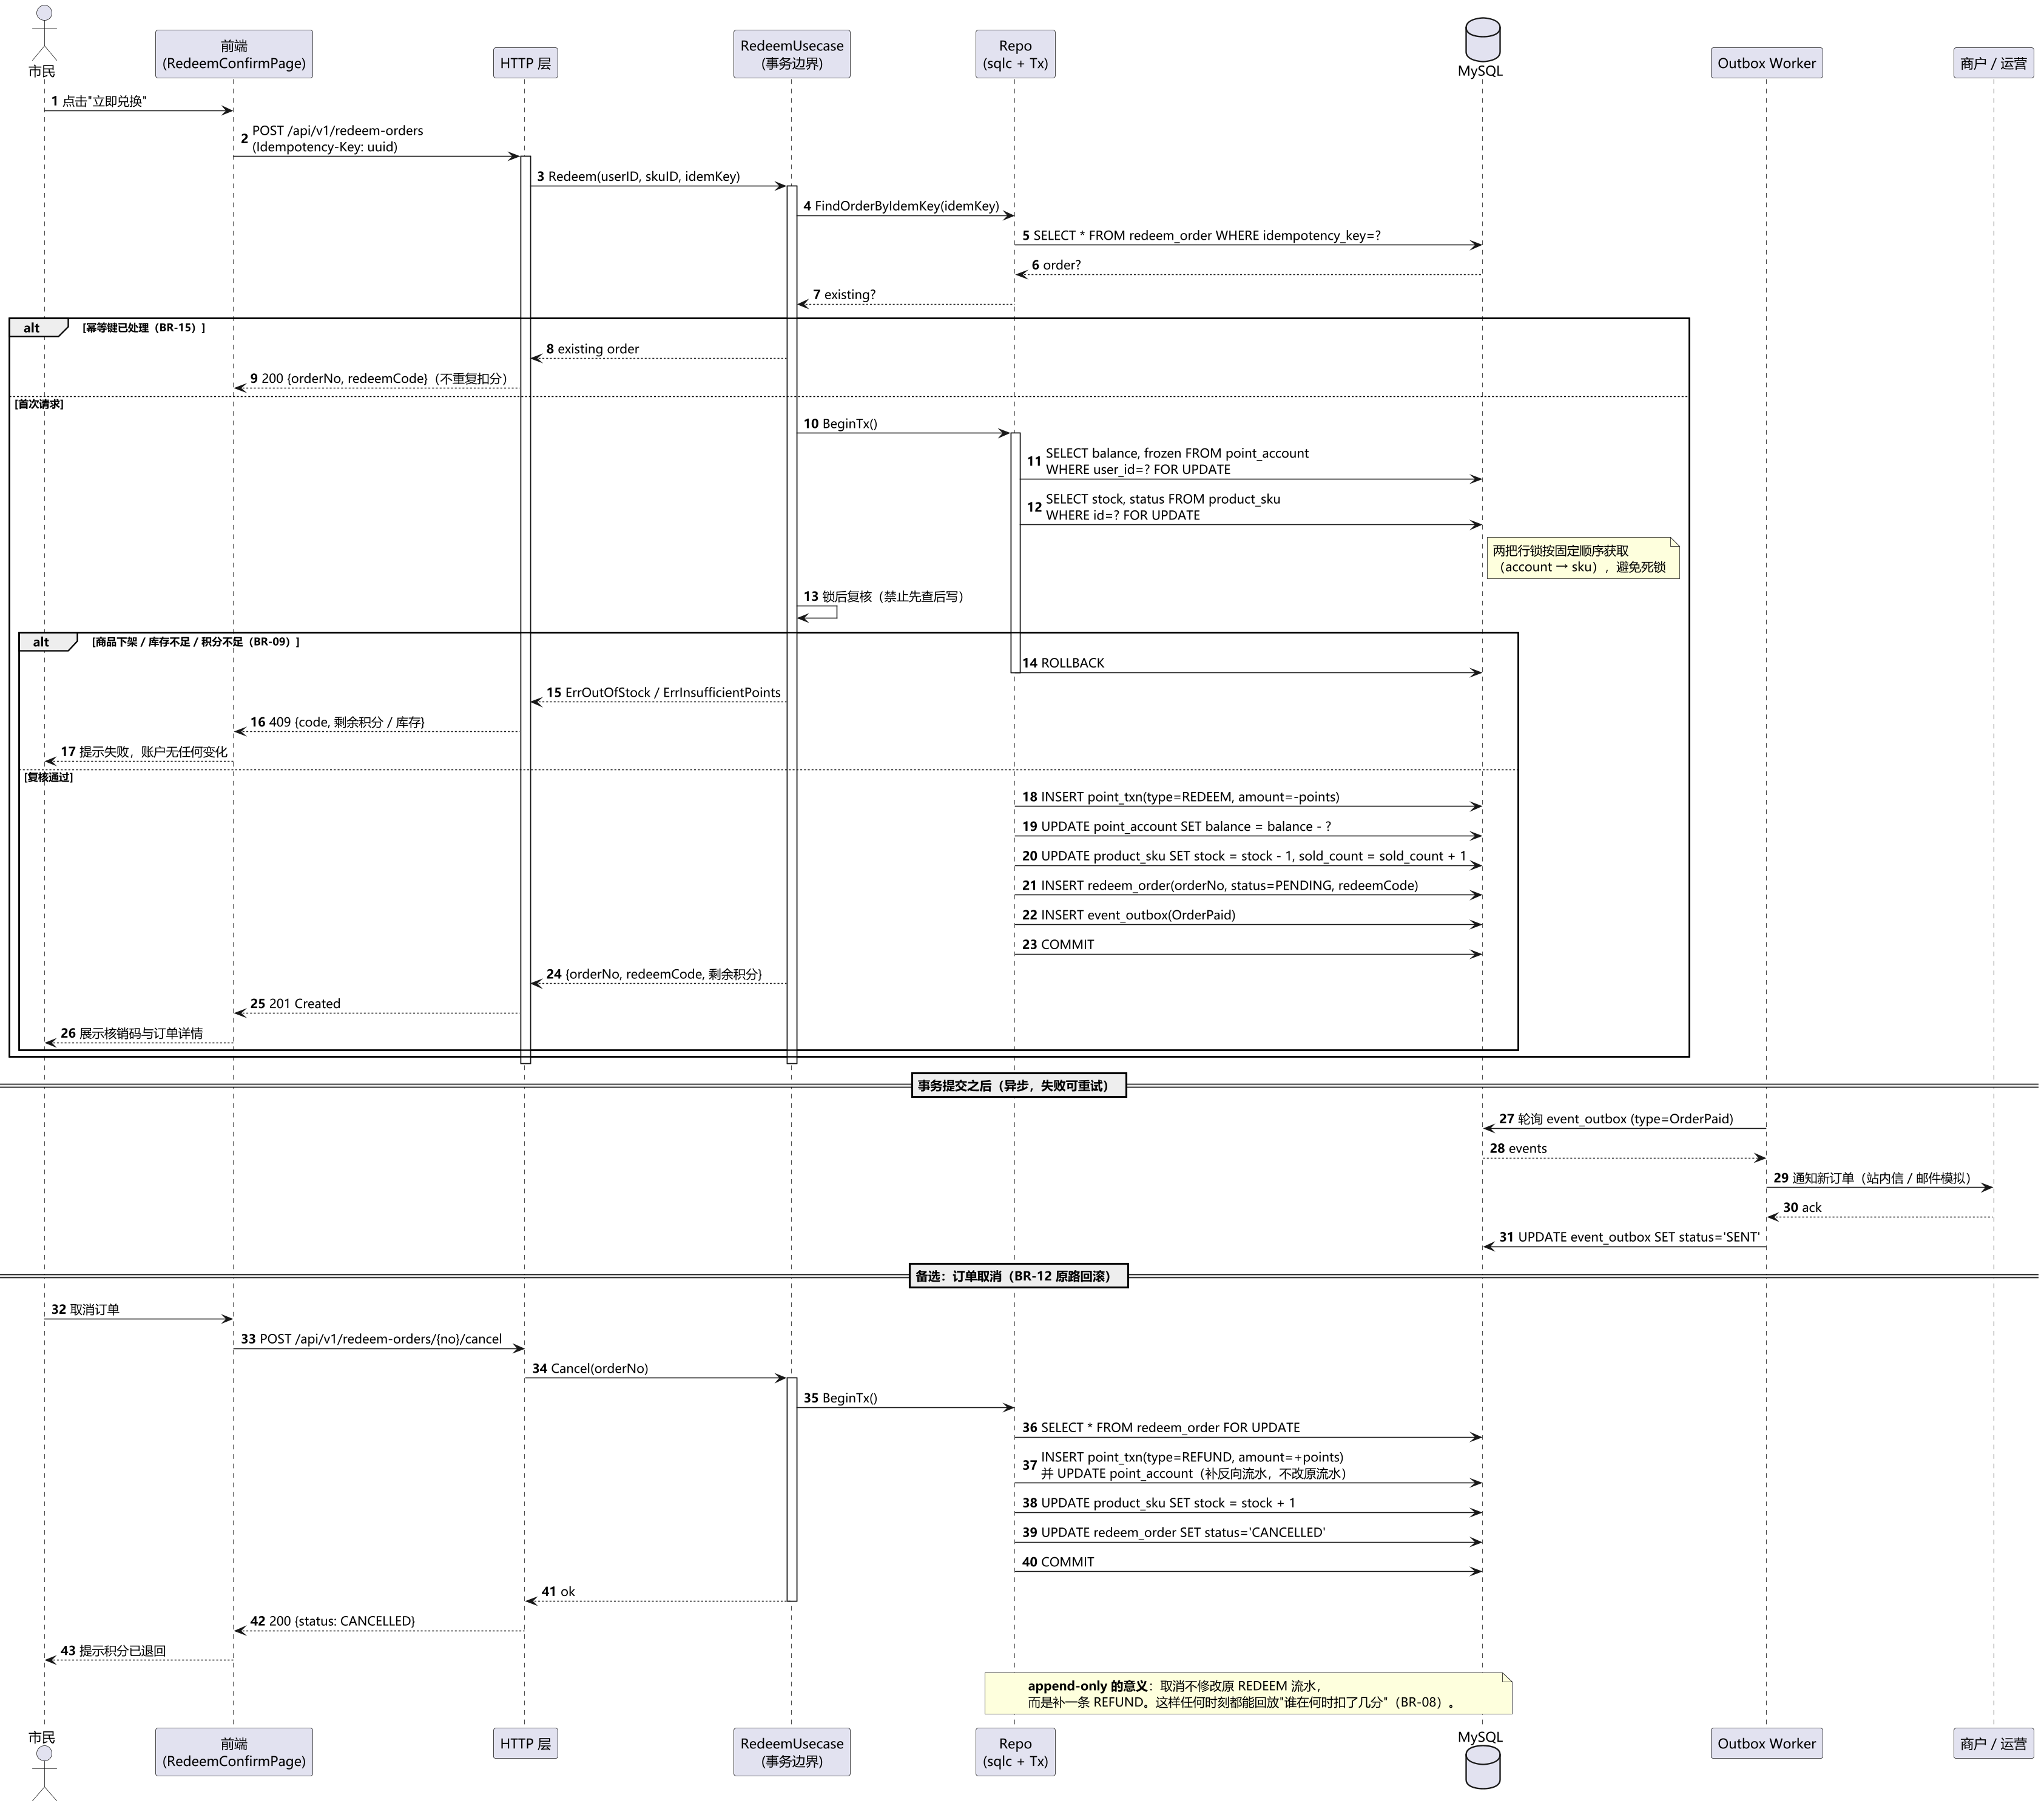 市民
前端
(RedeemConfirmPage)
HTTP 层
RedeemUsecase
(事务边界)
Repo
(sqlc + Tx)
MySQL
Outbox Worker
商户 / 运营
1 点击"立即兑换"
2 POST /api/v1/redeem-orders
(Idempotency-Key: uuid)
3 Redeem(userID, skuID, idemKey)
4 FindOrderByIdemKey(idemKey)
5 SELECT * FROM redeem_order WHERE idempotency_key=?
6 order?
7 existing?
alt [幂等键已处理（BR-15）]
8 existing order
9 200 {orderNo, redeemCode}（不重复扣分）
[首次请求]
10 BeginTx()
11 SELECT balance, frozen FROM point_account
WHERE user_id=? FOR UPDATE
12 SELECT stock, status FROM product_sku
WHERE id=? FOR UPDATE
两把行锁按固定顺序获取
（account → sku），避免死锁
13 锁后复核（禁止先查后写）
alt [商品下架 / 库存不足 / 积分不足（BR-09）]
14 ROLLBACK
15 ErrOutOfStock / ErrInsufficientPoints
16 409 {code, 剩余积分 / 库存}
17 提示失败，账户无任何变化
[复核通过]
18 INSERT point_txn(type=REDEEM, amount=-points)
19 UPDATE point_account SET balance = balance - ?
20 UPDATE product_sku SET stock = stock - 1, sold_count = sold_count + 1
21 INSERT redeem_order(orderNo, status=PENDING, redeemCode)
22 INSERT event_outbox(OrderPaid)
23 COMMIT
24 {orderNo, redeemCode, 剩余积分}
25 201 Created
26 展示核销码与订单详情
事务提交之后（异步，失败可重试）
27 轮询 event_outbox (type=OrderPaid)
28 events
29 通知新订单（站内信 / 邮件模拟）
30 ack
31 UPDATE event_outbox SET status='SENT'
备选：订单取消（BR-12 原路回滚）
32 取消订单
33 POST /api/v1/redeem-orders/{no}/cancel
34 Cancel(orderNo)
35 BeginTx()
36 SELECT * FROM redeem_order FOR UPDATE
37 INSERT point_txn(type=REFUND, amount=+points)
并 UPDATE point_account（补反向流水，不改原流水）
38 UPDATE product_sku SET stock = stock + 1
39 UPDATE redeem_order SET status='CANCELLED'
40 COMMIT
41 ok
42 200 {status: CANCELLED}
43 提示积分已退回
append-only 的意义：取消不修改原 REDEEM 流水，
而是补一条 REFUND。这样任何时刻都能回放"谁在何时扣了几分"（BR-08）。
市民
前端
(RedeemConfirmPage)
HTTP 层
RedeemUsecase
(事务边界)
Repo
(sqlc + Tx)
MySQL
Outbox Worker
商户 / 运营